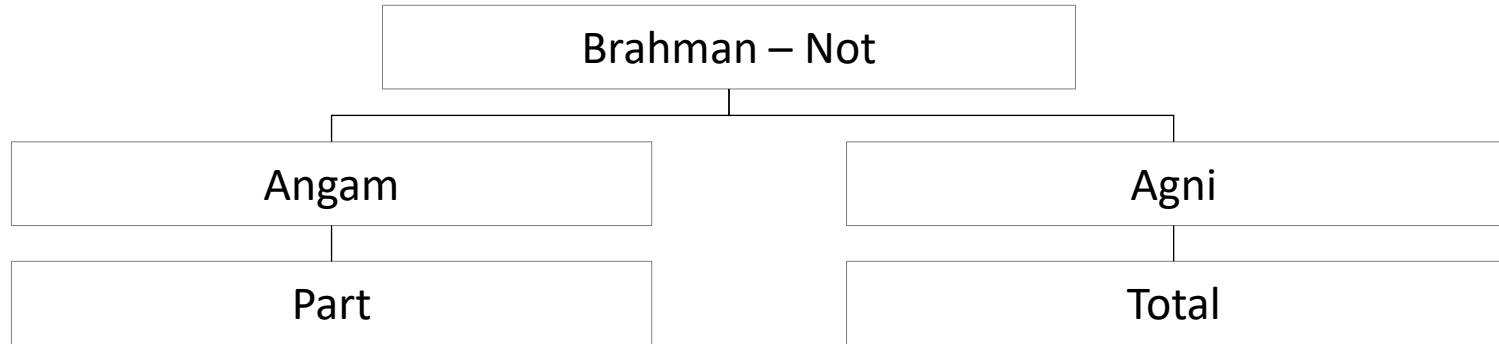 Brahman – Not
Angam
Agni
Part
Total